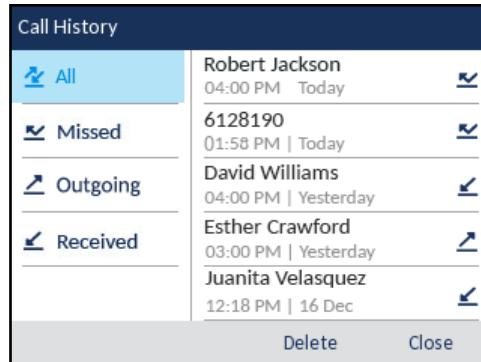 Call History
All
Missed
Outgoing
Received
Robert Jackson
04:00 PM Today
6128190
01:58 PM | Today
David Williams
04:00 PM | Yesterday
Esther Crawford
03:00 PM | Yesterday
Juanita Velasquez
12:18 PM | 16 Dec
Delete Close